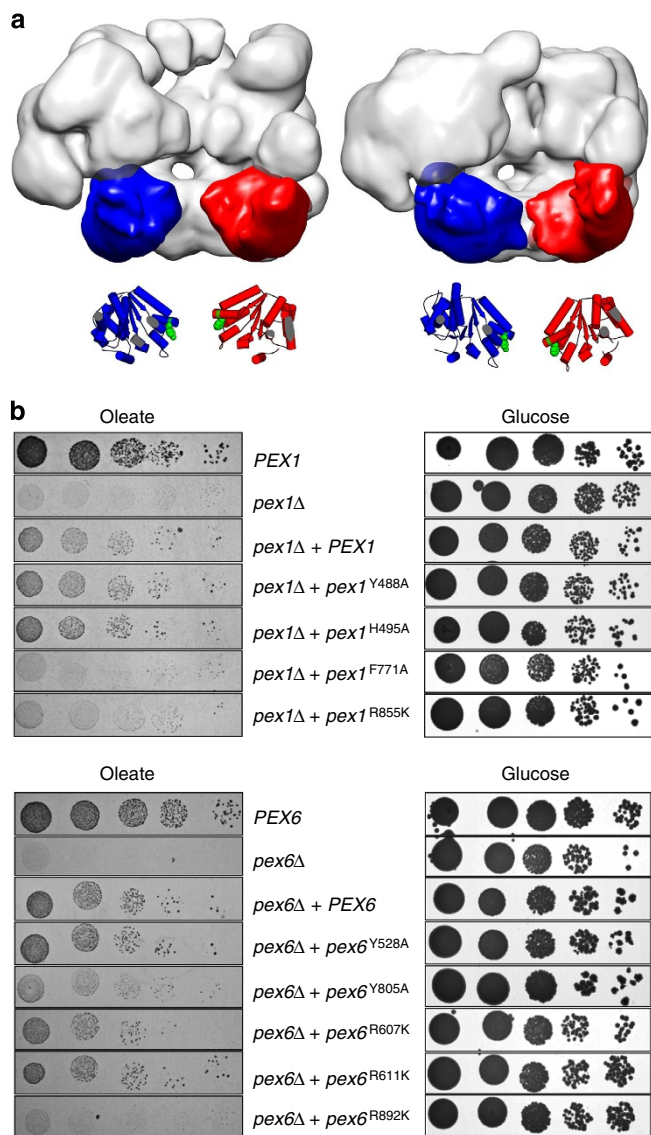 a
b
Oleate
Glucose
PEX1
pex1Δ
pex1Δ + PEX1
pex1Δ + pex1Y488A
pex1Δ + pex1H495A
pex1Δ + pex1F771A
pex1Δ + pex1R855K
Oleate
Glucose
PEX6
pex6Δ
pex6Δ + PEX6
pex6Δ + pex6Y528A
pex6Δ + pex6Y805A
pex6Δ + pex6R607K
pex6Δ + pex6R611K
pex6Δ + pex6R892K